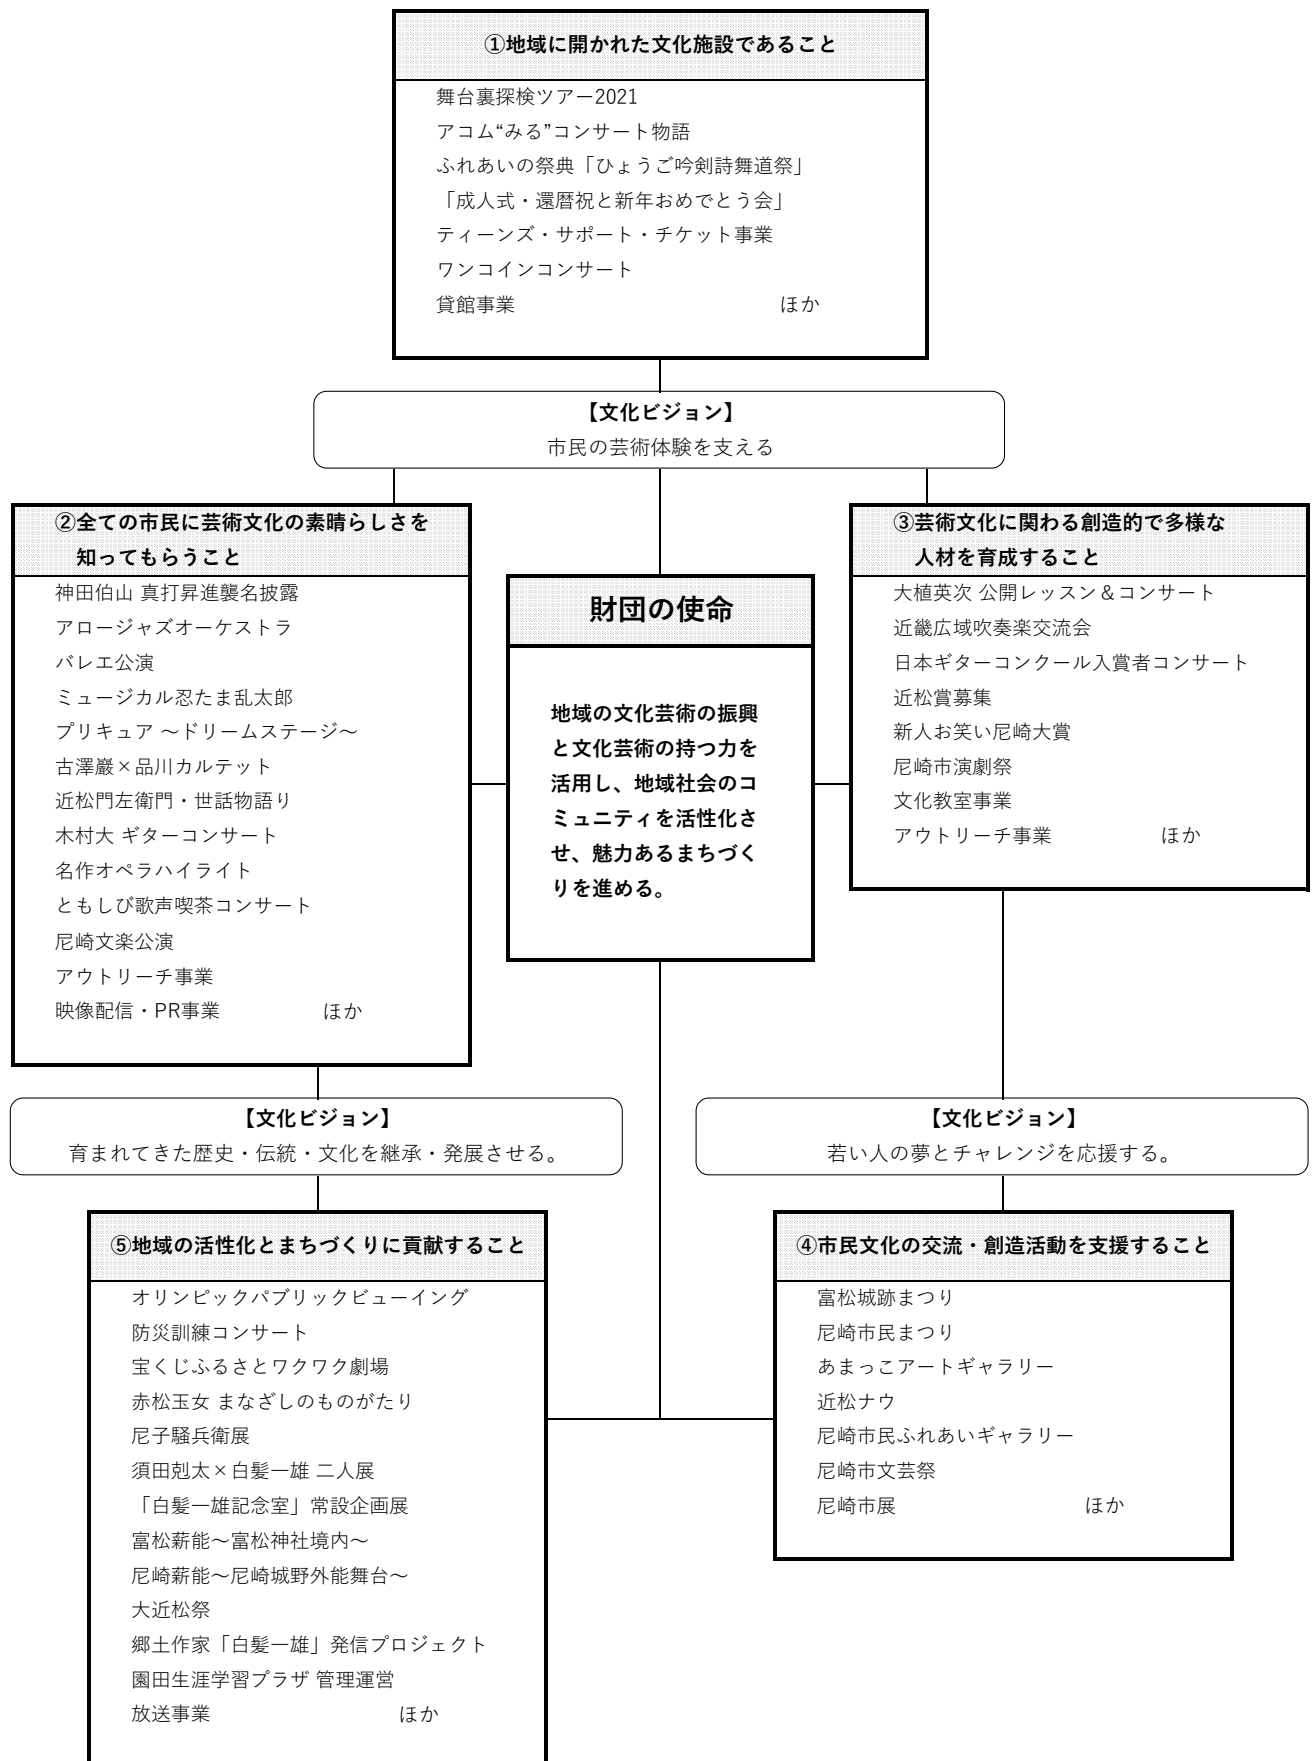 ①地域に開かれた文化施設であること
舞台裏探検ツアー2021
アコム“みる”コンサート物語
ふれあいの祭典「ひょうご吟剣詩舞道祭」
「成人式・還暦祝と新年おめでとう会」
ティーンズ・サポート・チケット事業
ワンコインコンサート
貸館事業 ほか
【文化ビジョン】
市民の芸術体験を支える
②全ての市民に芸術文化の素晴らしさを
知ってもらうこと
神田伯山 真打昇進襲名披露
アロージャズオーケストラ
バレエ公演
ミュージカル忍たま乱太郎
プリキュア ～ドリームステージ～
古澤巖×品川カルテット
近松門左衛門・世話物語り
木村大 ギターコンサート
名作オペラハイライト
ともしび歌声喫茶コンサート
尼崎文楽公演
アウトリーチ事業
映像配信・PR事業 ほか
財団の使命
地域の文化芸術の振興
と文化芸術の持つ力を
活用し、地域社会のコ
ミュニティを活性化さ
せ、魅力あるまちづく
りを進める。
③芸術文化に関わる創造的で多様な
人材を育成すること
大植英次 公開レッスン＆コンサート
近畿広域吹奏楽交流会
日本ギターコンクール入賞者コンサート
近松賞募集
新人お笑い尼崎大賞
尼崎市演劇祭
文化教室事業
アウトリーチ事業 ほか
【文化ビジョン】
育まれてきた歴史・伝統・文化を継承・発展させる。
【文化ビジョン】
若い人の夢とチャレンジを応援する。
⑤地域の活性化とまちづくりに貢献すること
オリンピックパブリックビューイング
防災訓練コンサート
宝くじふるさとワクワク劇場
赤松玉女 まなざしのものがたり
尼子騒兵衛展
須田剋太×白髪一雄 二人展
「白髪一雄記念室」常設企画展
富松薪能～富松神社境内～
尼崎薪能～尼崎城野外能舞台～
大近松祭
郷土作家「白髪一雄」発信プロジェクト
園田生涯学習プラザ 管理運営
放送事業 ほか
④市民文化の交流・創造活動を支援すること
富松城跡まつり
尼崎市民まつり
あまっこアートギャラリー
近松ナウ
尼崎市民ふれあいギャラリー
尼崎市文芸祭
尼崎市展 ほか